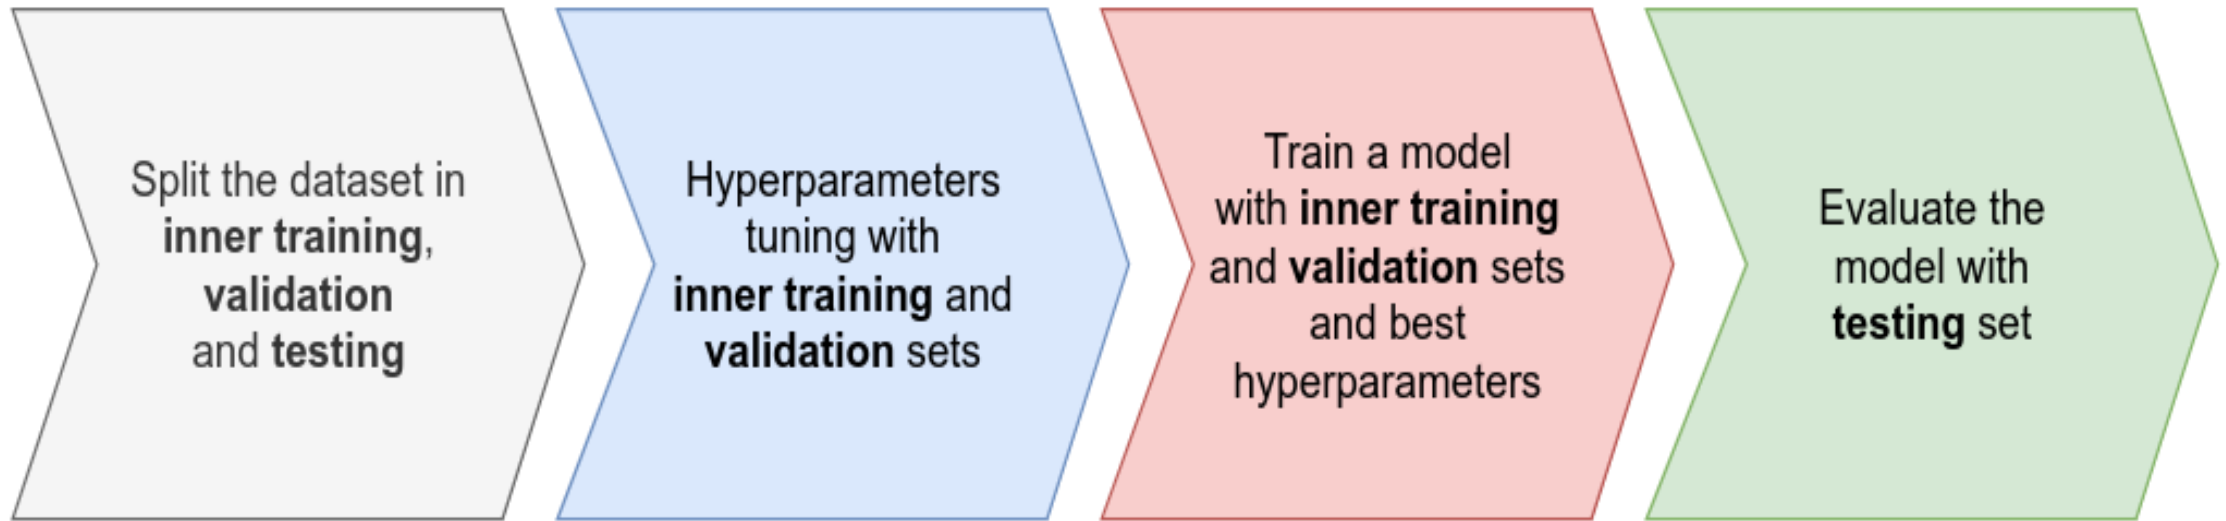 Split the dataset in
inner training,
validation
and testing
Hyperparameters
tuning with
inner training and
validation sets
Train a model
with inner training
and validation sets
and best
hyperparameters
Evaluate the
model with
testing set